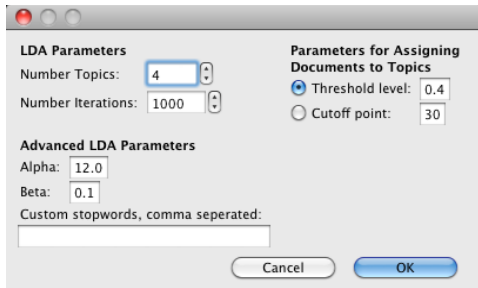 LDA Parameters
Number Topics: 4
Number Iterations: 1000
Parameters for Assigning
Documents to Topics
Threshold level: 0.4
Cutoff point: 30
Advanced LDA Parameters
Alpha: 12.0
Beta: 0.1
Custom stopwords, comma seperated:
Cancel OK